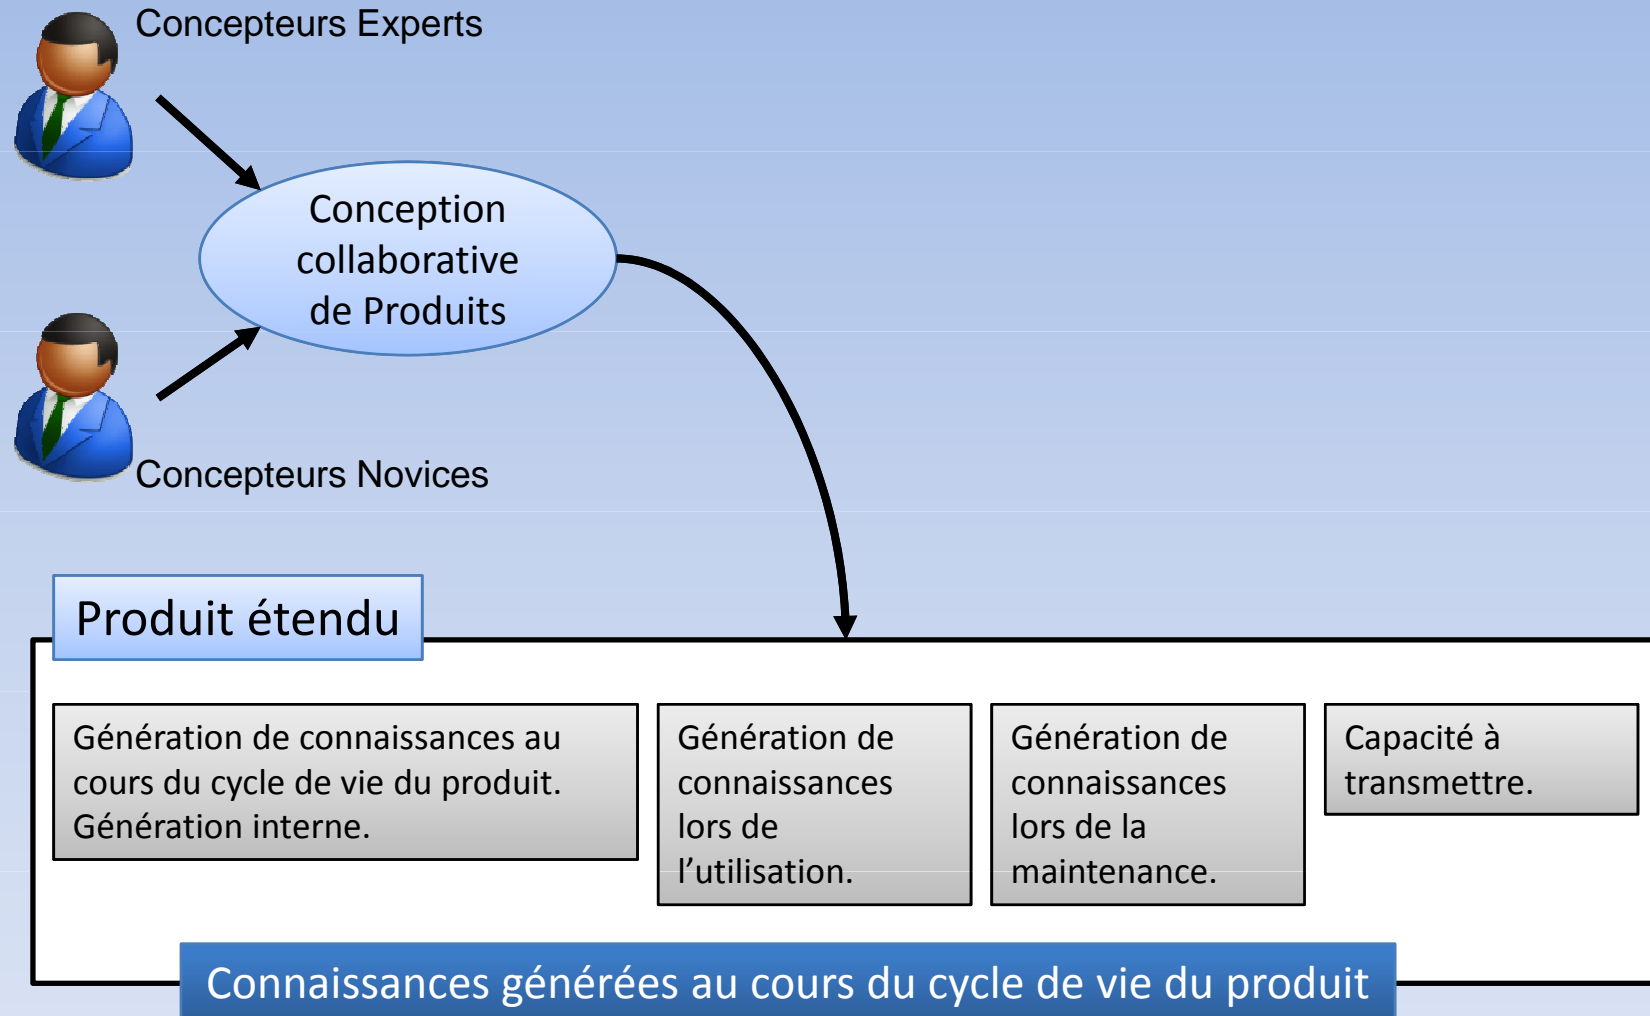 Concepteurs Experts
Conception
collaborative
de Produits
Concepteurs Novices
Produit étendu
Génération de connaissances au
cours du cycle de vie du produit.
Génération interne.
Génération de
connaissances
lors de
l’utilisation.
Génération de
connaissances
lors de la
maintenance.
Capacité à
transmettre.
Connaissances générées au cours du cycle de vie du produit